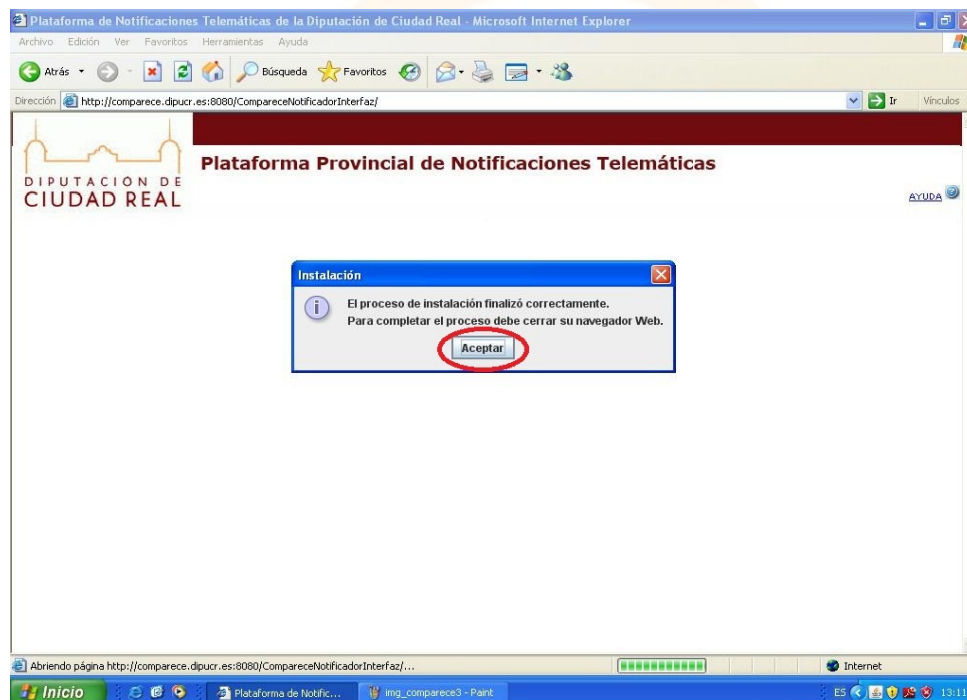 Plataforma de Notificaciones Telemáticas de la Diputación de Ciudad Real - Microsoft Internet Explorer
Archivo Edición Ver Favoritos Herramientas Ayuda
Atrás Búsqueda Favoritos
Dirección http://comparece.dipucr.es:8080/CompareceNotificadorInterfaz/ Ir Vínculos
DIPUTACIÓN DE
CIUDAD REAL
Plataforma Provincial de Notificaciones Telemáticas
AYUDA
Instalación
El proceso de instalación finalizó correctamente.
Para completar el proceso debe cerrar su navegador Web.
Aceptar
Abriendo página http://comparece.dipucr.es:8080/CompareceNotificadorInterfaz/... Internet
Inicio Plataforma de Notific... img_comparece3 - Paint ES 13:11